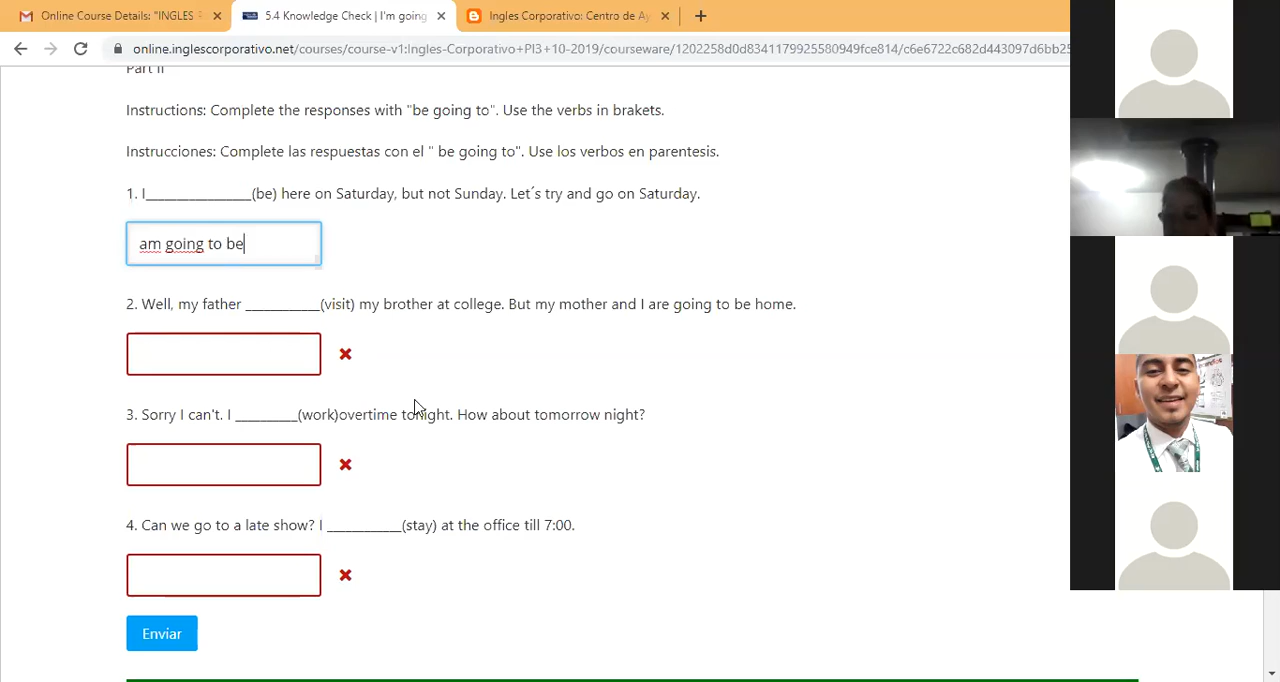 Online Course Details: "INGLES
5.4 Knowledge Check | I'm going
Ingles Corporativo: Centro de Ay
online.inglescorporativo.net/courses/course-v1:Ingles-Corporativo+PI3+10-2019/courseware/1202258d0d8341179925580949fce814/c6e6722c682d443097d6bb25
Part II
Instructions: Complete the responses with "be going to". Use the verbs in brakets.
Instrucciones: Complete las respuestas con el " be going to". Use los verbos en parentesis.
1. I_______________(be) here on Saturday, but not Sunday. Let´s try and go on Saturday.
am going to be
2. Well, my father ___________(visit) my brother at college. But my mother and I are going to be home.
3. Sorry I can't. I _________(work)overtime tonight. How about tomorrow night?
4. Can we go to a late show? I ___________(stay) at the office till 7:00.
Enviar